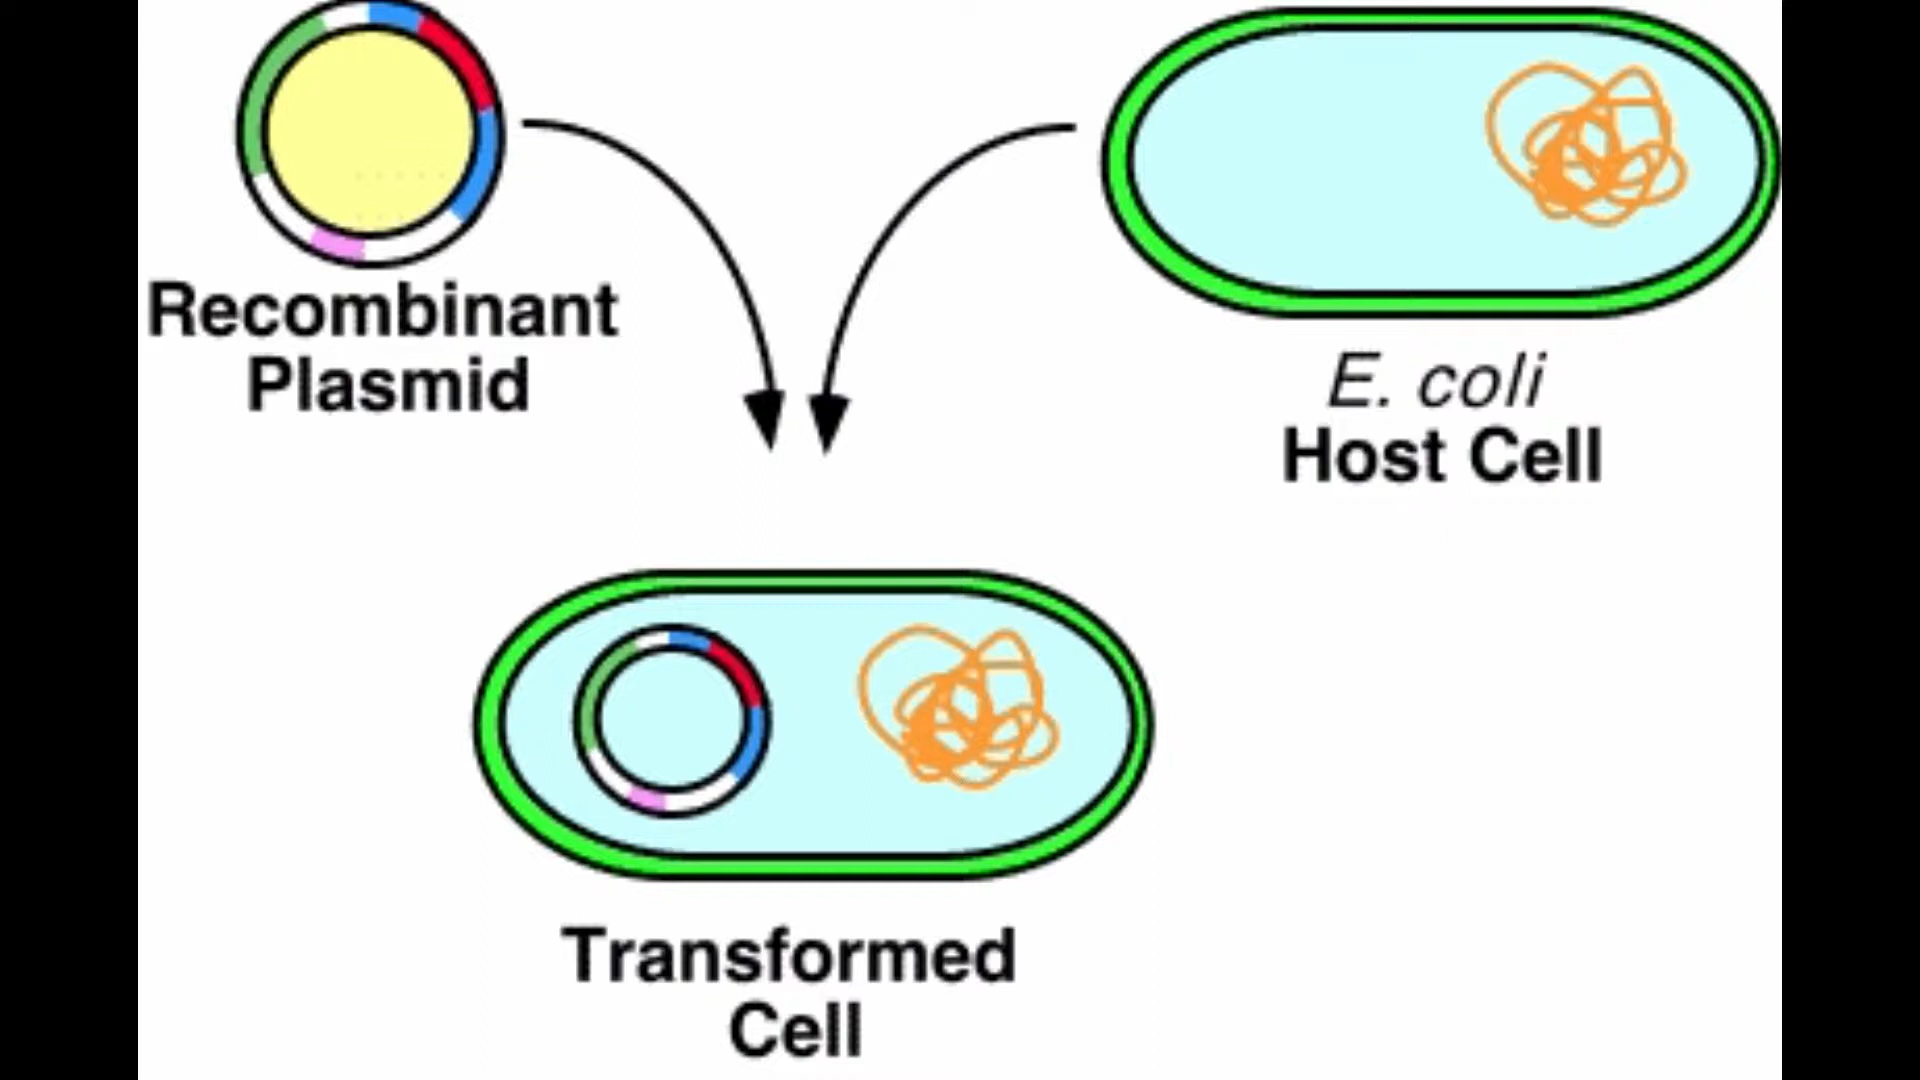 Recombinant
Plasmid
E. coli
Host Cell
Transformed
Cell